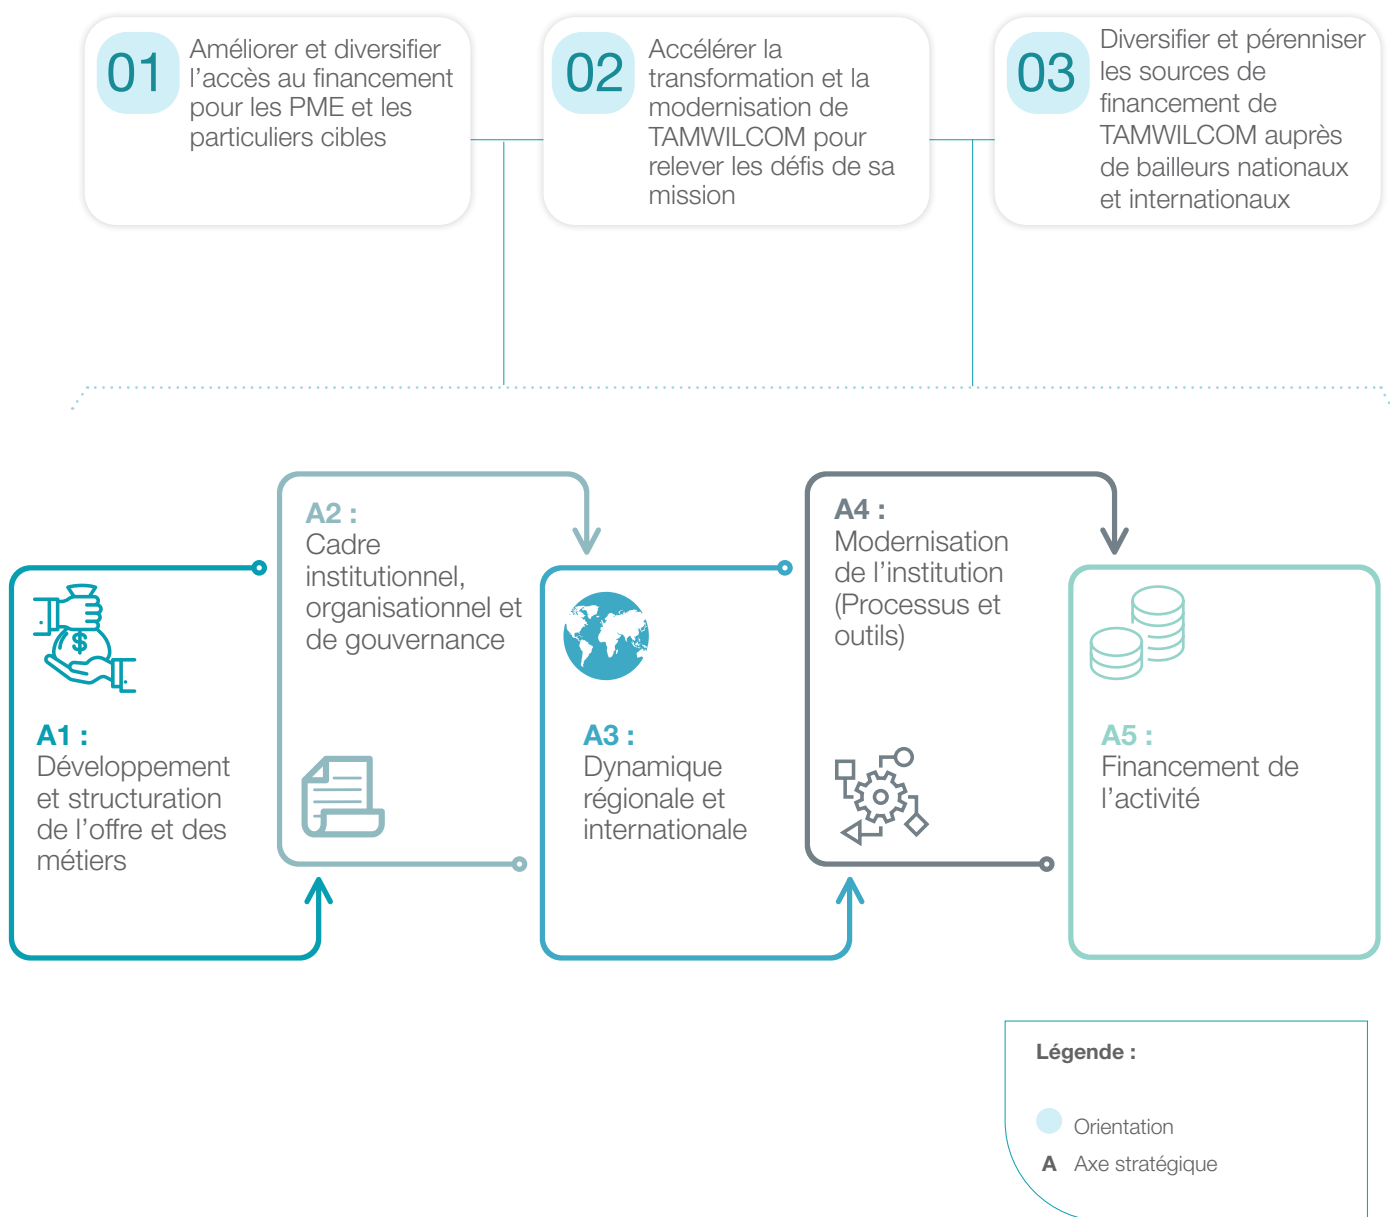 01
Améliorer et diversifier
l’accès au financement
pour les PME et les
particuliers cibles
02
Accélérer la
transformation et la
modernisation de
TAMWILCOM pour
relever les défis de sa
mission
03
Diversifier et pérenniser
les sources de
financement de
TAMWILCOM auprès
de bailleurs nationaux
et internationaux
A1 :
Développement
et structuration
de l’offre et des
métiers
A2 :
Cadre
institutionnel,
organisationnel et
de gouvernance
A3 :
Dynamique
régionale et
internationale
A4 :
Modernisation
de l’institution
(Processus et
outils)
A5 :
Financement de
l’activité
$
Légende :
Orientation
A Axe stratégique